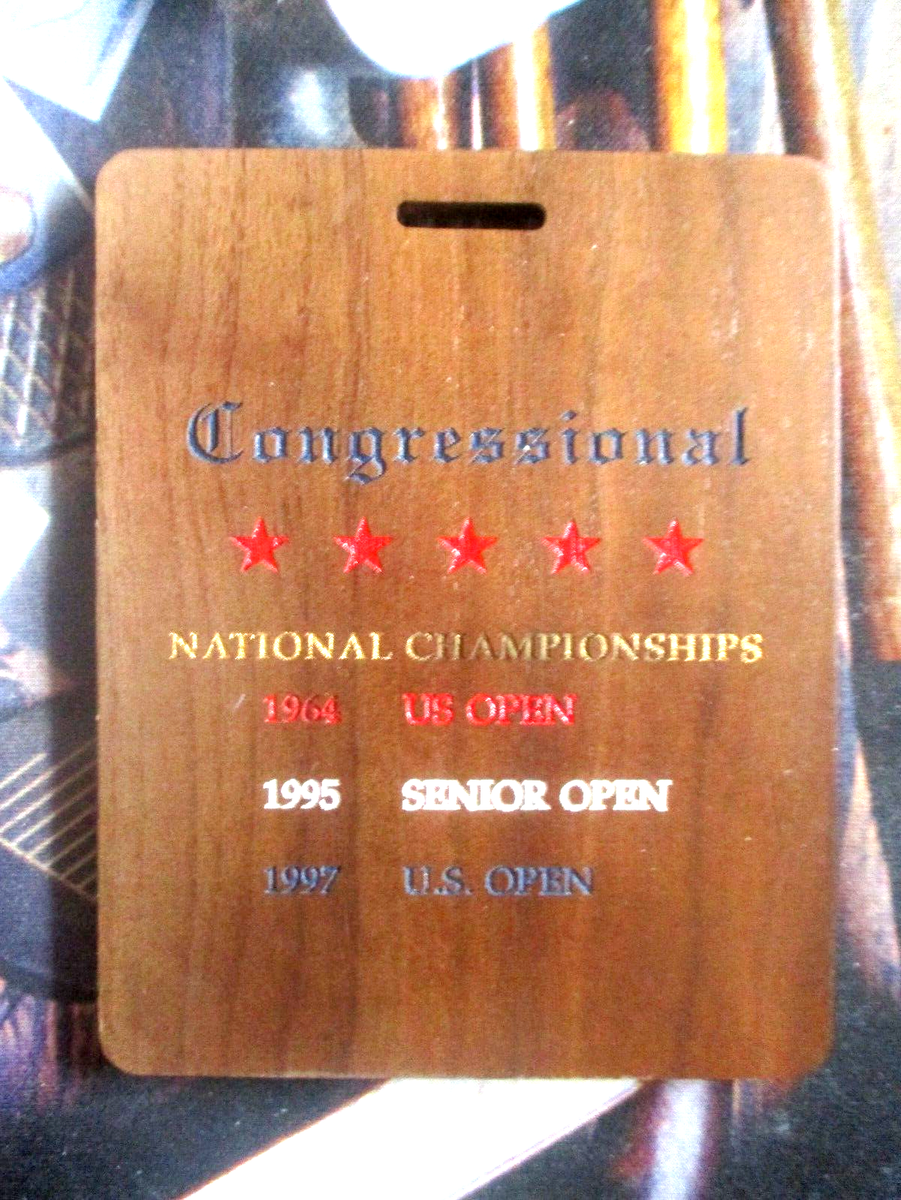 Congressional
NATIONAL CHAMPIONSHIPS
1964 US OPEN
1995 SENIOR OPEN
1997 U.S. OPEN